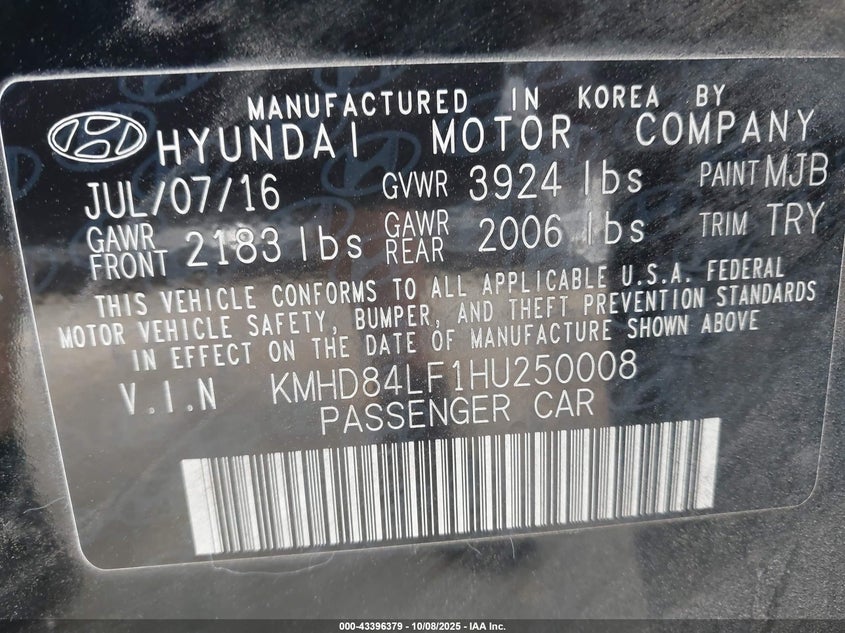 MANUFACTURED IN KOREA BY
HYUNDAI MOTOR COMPANY
JUL/07/16 GVWR 3924 lbs PAINT MJB
GAWR FRONT 2183 lbs GAWR REAR 2006 lbs TRIM TRY
THIS VEHICLE CONFORMS TO ALL APPLICABLE U.S.A. FEDERAL
MOTOR VEHICLE SAFETY, BUMPER, AND THEFT PREVENTION STANDARDS
IN EFFECT ON THE DATE OF MANUFACTURE SHOWN ABOVE
V.I.N KMHD84LF1HU250008
PASSENGER CAR
000-43396379 - 10/08/2025 - IAA Inc.